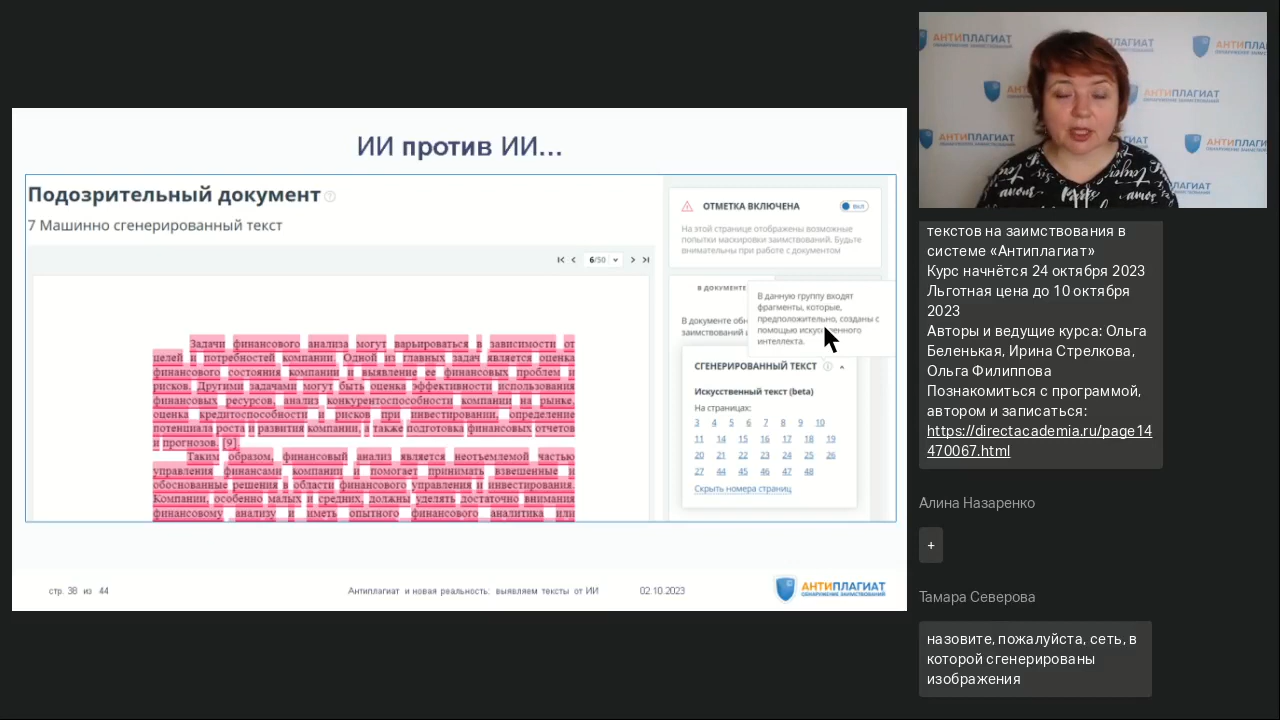 ИИ против ИИ...
Подозрительный документ
7 Машинно сгенерированный текст
6/50
Задачи финансового анализа могут варьироваться в зависимости от
целей и потребностей компании. Одной из главных задач является оценка
финансового состояния компании и выявление ее финансовых проблем и
рисков. Другими задачами могут быть оценка эффективности использования
финансовых ресурсов, анализ конкурентоспособности компании на рынке,
оценка кредитоспособности и рисков при инвестировании, определение
потенциала роста и развития компании, а также подготовка финансовых отчетов
и прогнозов. [9].
Таким образом, финансовый анализ является неотъемлемой частью
управления финансами компании и помогает принимать взвешенные и
обоснованные решения в области финансового управления и инвестирования.
Компании, особенно малых и средних, должны уделять достаточно внимания
финансовому анализу и иметь опытного финансового аналитика или
ОТМЕТКА ВКЛЮЧЕНА
ВКЛ
На этой странице отображены возможные
попытки маскировки заимствований. Будьте
внимательны при работе с документом
В ДОКУМЕНТЕ
В данную группу входят
фрагменты, которые,
предположительно, созданы с
помощью искусственного
интеллекта.
В документе обн
заимствований
СГЕНЕРИРОВАННЫЙ ТЕКСТ
Искусственный текст (beta)
На страницах:
3 4 5 6 7 8 9 10
11 14 15 16 17 18 19
20 21 22 23 24 25 26
27 44 45 46 47 48
Скрыть номера страниц
стр. 38 из 44
Антиплагиат и новая реальность: выявляем тексты от ИИ
02.10.2023
АНТИПЛАГИАТ
ОБНАРУЖЕНИЕ ЗАИМСТВОВАНИЙ
АНТИПЛАГИАТ
текстов на заимствования в
системе «Антиплагиат»
Курс начнётся 24 октября 2023
Льготная цена до 10 октября
2023
Авторы и ведущие курса: Ольга
Беленькая, Ирина Стрелкова,
Ольга Филиппова
Познакомиться с программой,
автором и записаться:
https://directacademia.ru/page14
470067.html
Алина Назаренко
+
Тамара Северова
назовите, пожалуйста, сеть, в
которой сгенерированы
изображения